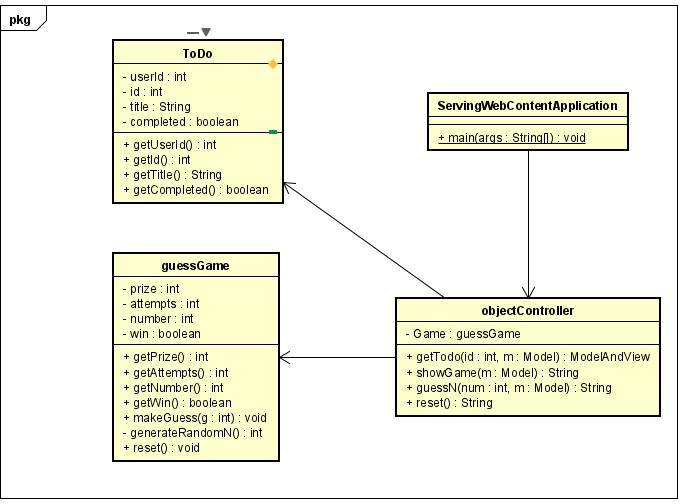 pkg
ToDo
- userId : int
- id : int
- title : String
- completed : boolean
+ getUserId() : int
+ getId() : int
+ getTitle() : String
+ getCompleted() : boolean
ServingWebContentApplication
+ main(args : String[]) : void
guessGame
- prize : int
- attempts : int
- number : int
- win : boolean
+ getPrize() : int
+ getAttempts() : int
+ getNumber() : int
+ getWin() : boolean
+ makeGuess(g : int) : void
- generateRandomN() : int
+ reset() : void
objectController
- Game : guessGame
+ getTodo(id : int, m : Model) : ModelAndView
+ showGame(m : Model) : String
+ guessN(num : int, m : Model) : String
+ reset() : String